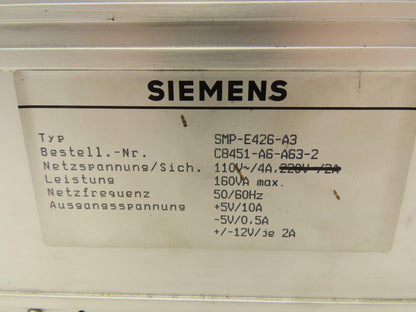 SIEMENS
Typ SMP-E426-A3
Bestell.-Nr. C8451-A6-A63-2
Netzspannung/Sich. 110V~/4A, 220V~/2A
Leistung 160VA max.
Netzfrequenz 50/60Hz
Ausgangsspannung +5V/10A
-5V/0.5A
+/-12V/je 2A